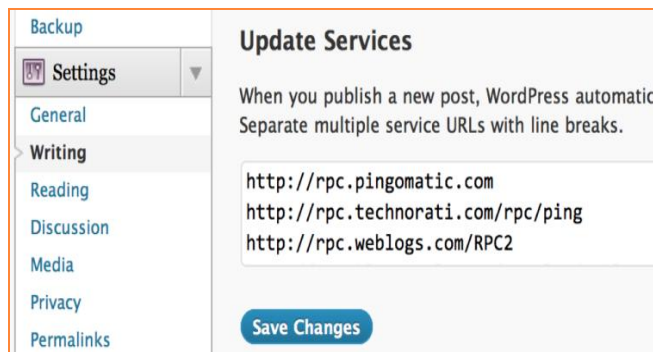 Backup
Settings
General
Writing
Reading
Discussion
Media
Privacy
Permalinks
Update Services
When you publish a new post, WordPress automatic
Separate multiple service URLs with line breaks.
http://rpc.pingomatic.com
http://rpc.technorati.com/rpc/ping
http://rpc.weblogs.com/RPC2
Save Changes